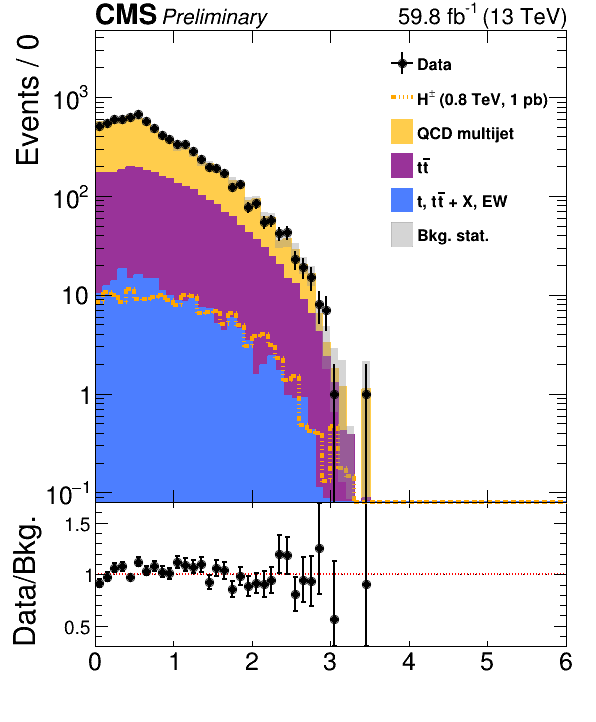 CMS Preliminary 59.8 fb⁻¹ (13 TeV)
Events / 0
Data
H± (0.8 TeV, 1 pb)
QCD multijet
tt̅
t, tt̅ + X, EW
Bkg. stat.
10³
10²
10
1
10⁻¹
Data/Bkg.
1.5
1
0.5
0 1 2 3 4 5 6